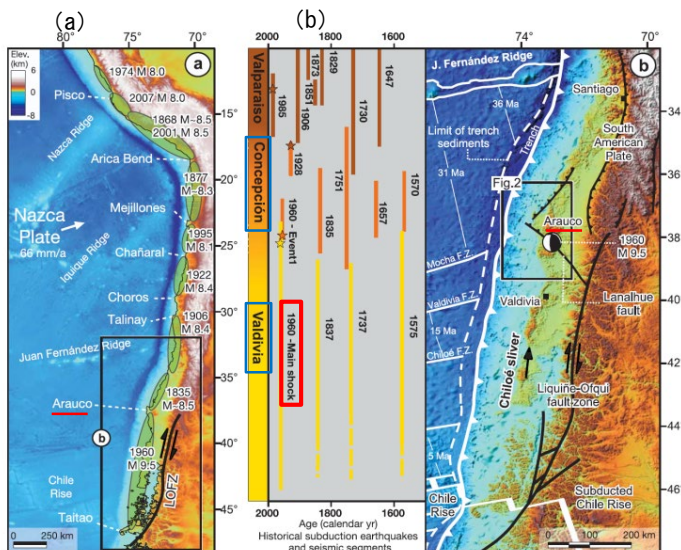 (a)
(b)
80°
75°
70°
Elev.
(km)
6
0
-8
a
1974 M 8.0
Pisco
2007 M 8.0
15°
1868 M~8.5
2001 M 8.5
Nazca Ridge
Arica Bend
20°
1877
M~8.3
Nazca
Plate
66 mm/a
Mejillones
Iquique Ridge
1995
M 8.1
25°
Chañaral
1922
M 8.4
Choros
Talinay
30°
1906
M 8.4
Juan Fernández Ridge
35°
Arauco
1835
M~8.5
b
40°
1960
M 9.5
LOFZ
Chile
Rise
45°
Taitao
0 250 km
Valparaiso
Concepción
Valdivia
2000
1800
1600
1985
1906
1851
1873
1829
1730
1647
1928
1960 - Event1
1835
1751
1657
1570
1960 -Main shock
1837
1737
1575
2000
1800
1600
Age (calendar yr)
Historical subduction earthquakes
and seismic segments
74°
70°
b
J. Fernández Ridge
Santiago
34°
36 Ma
Limit of trench
sediments
Trench
South
American
Plate
31 Ma
Fig.2
36°
Arauco
38°
1960
M 9.5
Mocha F.Z.
Lanalhue
fault
Valdivia F.Z.
Valdivia
40°
15 Ma
Chiloé F.Z.
Chiloé sliver
Liquiñe-Ofqui
fault zone
42°
44°
5 Ma
Chile
Rise
46°
Subducted
Chile Rise
0 100 200 km